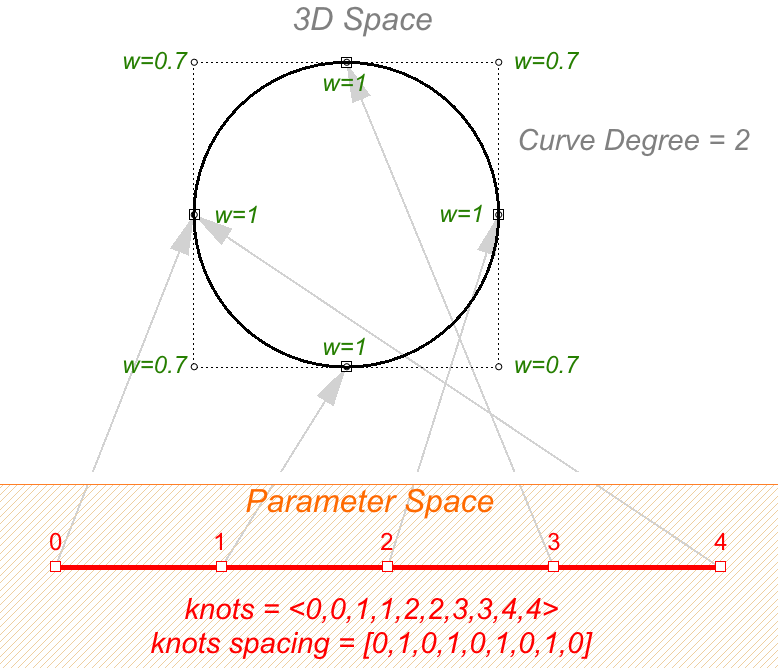 3D Space
w=0.7
w=0.7
w=1
Curve Degree = 2
w=1
w=1
w=1
w=0.7
w=0.7
Parameter Space
0 1 2 3 4
knots = <0,0,1,1,2,2,3,3,4,4>
knots spacing = [0,1,0,1,0,1,0,1,0]